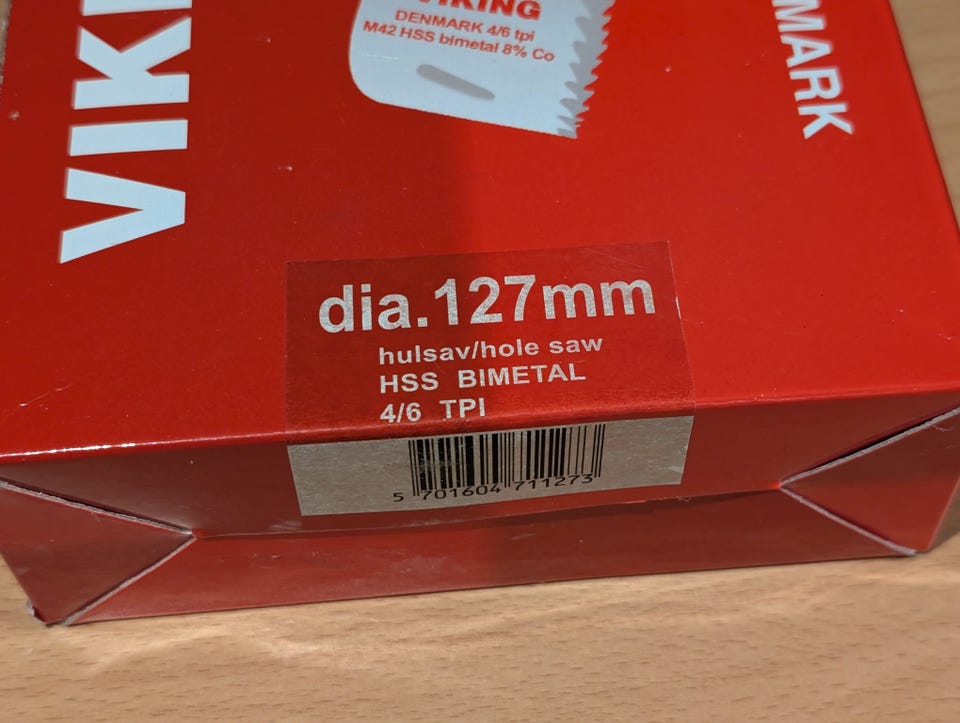 VIKING
DENMARK 4/6 tpi
M42 HSS bimetal 8% Co
dia.127mm
hulsav/hole saw
HSS BIMETAL
4/6 TPI
5 701604 711273